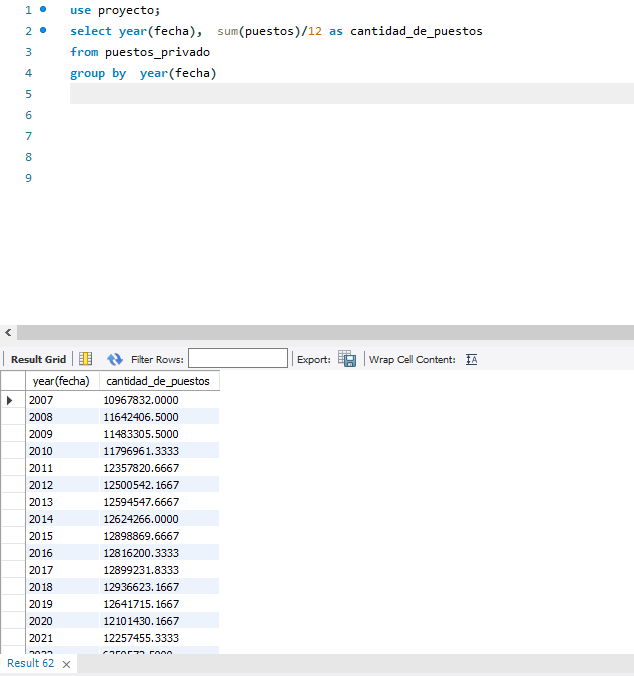 1 use proyecto;
2 select year(fecha),  sum(puestos)/12 as cantidad_de_puestos
3 from puestos_privado
4 group by  year(fecha)
5
6
7
8
9
Result Grid Filter Rows: Export: Wrap Cell Content: IA
year(fecha) cantidad_de_puestos
2007 10967832.0000
2008 11642406.5000
2009 11483305.5000
2010 11796961.3333
2011 12357820.6667
2012 12500542.1667
2013 12594547.6667
2014 12624266.0000
2015 12898869.6667
2016 12816200.3333
2017 12899231.8333
2018 12936623.1667
2019 12641715.1667
2020 12101430.1667
2021 12257455.3333
Result 62 ×